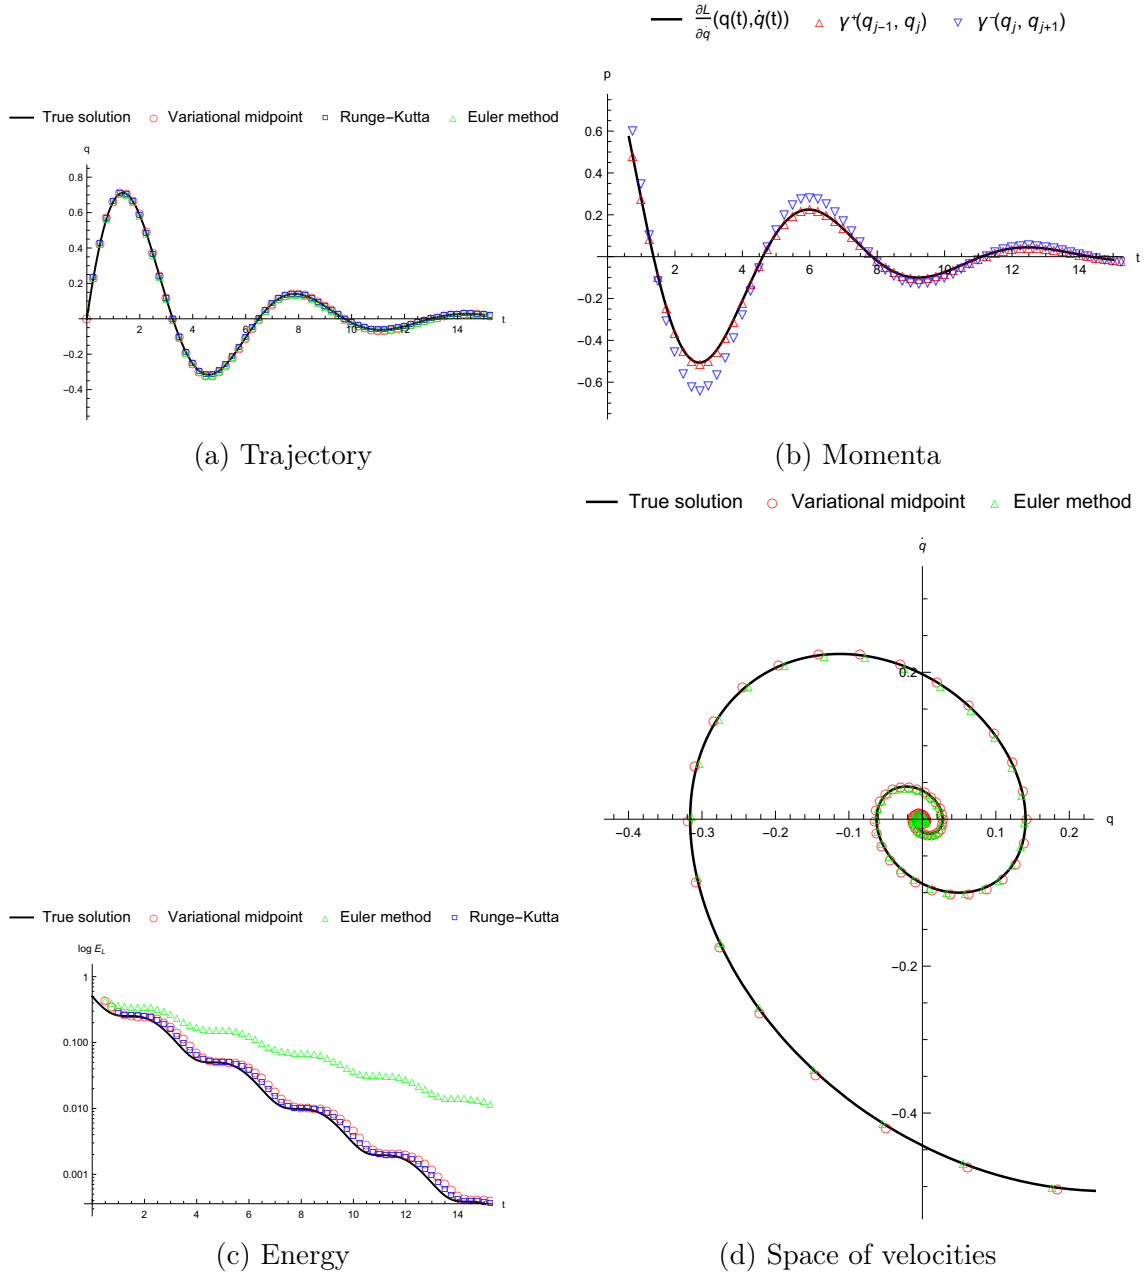 ∂L/∂q̇(q(t),q̇(t)) γ⁺(q_{j−1}, q_j) γ⁻(q_j, q_{j+1})
p
0.6
0.4
0.2
−0.2
−0.4
−0.6
2 4 6 8 10 12 14 t
True solution Variational midpoint Runge−Kutta Euler method
q
0.8
0.6
0.4
0.2
−0.2
−0.4
2 4 6 8 10 12 14 t
(a) Trajectory
(b) Momenta
True solution Variational midpoint Euler method
q̇
0.2
−0.4 −0.3 −0.2 −0.1 0.1 0.2 q
−0.2
−0.4
True solution Variational midpoint Euler method Runge−Kutta
log E_L
1
0.100
0.010
0.001
2 4 6 8 10 12 14 t
(c) Energy
(d) Space of velocities